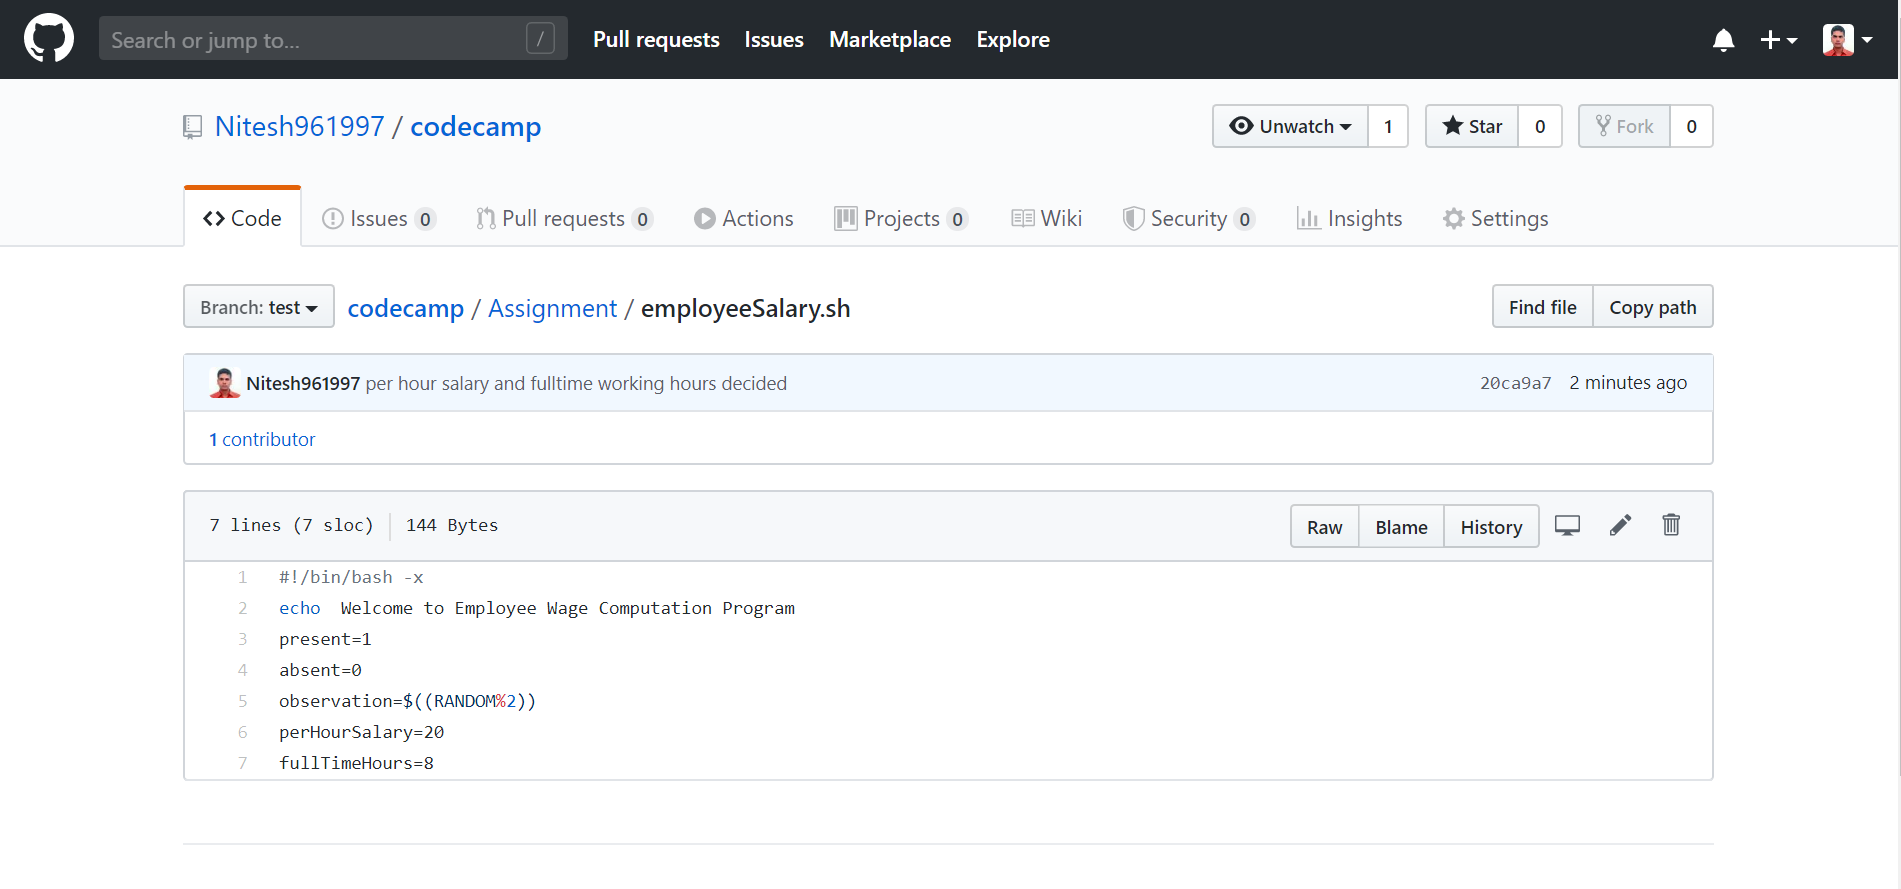 Search or jump to... /
Pull requests Issues Marketplace Explore
Nitesh961997 / codecamp
Unwatch 1 Star 0 Fork 0
Code Issues 0 Pull requests 0 Actions Projects 0 Wiki Security 0 Insights Settings
Branch: test codecamp / Assignment / employeeSalary.sh Find file Copy path
Nitesh961997 per hour salary and fulltime working hours decided 20ca9a7 2 minutes ago
1 contributor
7 lines (7 sloc) 144 Bytes Raw Blame History
1 #!/bin/bash -x
2 echo  Welcome to Employee Wage Computation Program
3 present=1
4 absent=0
5 observation=$((RANDOM%2))
6 perHourSalary=20
7 fullTimeHours=8